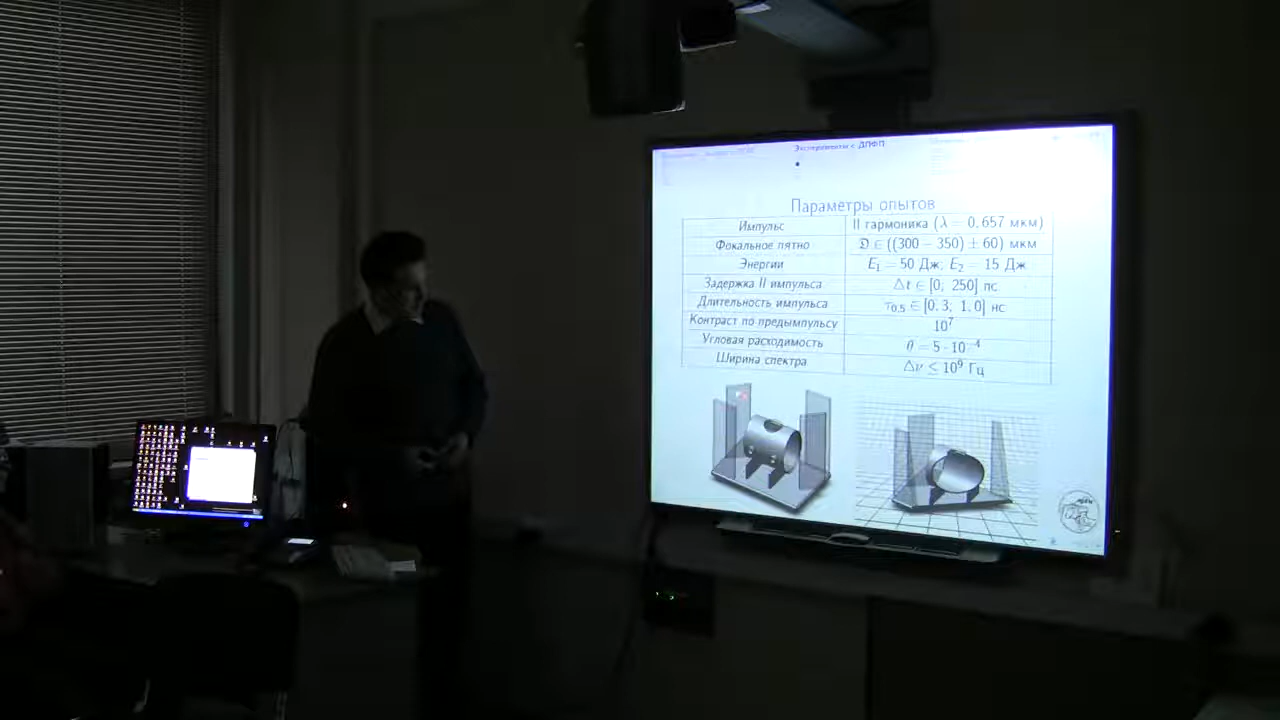 Эксперименты с ДПФП
Параметры опытов
Импульс II гармоника (λ = 0, 657 мкм)
Фокальное пятно 𝔇 ∈ ((300 − 350) ± 60) мкм
Энергии E₁ = 50 Дж; E₂ = 15 Дж
Задержка II импульса Δt ∈ [0; 250] пс
Длительность импульса τ₀.₅ ∈ [0.3; 1.0] нс
Контраст по предымпульсу 10⁷
Угловая расходимость θ = 5 · 10⁻⁴
Ширина спектра Δν ≤ 10⁹ Гц